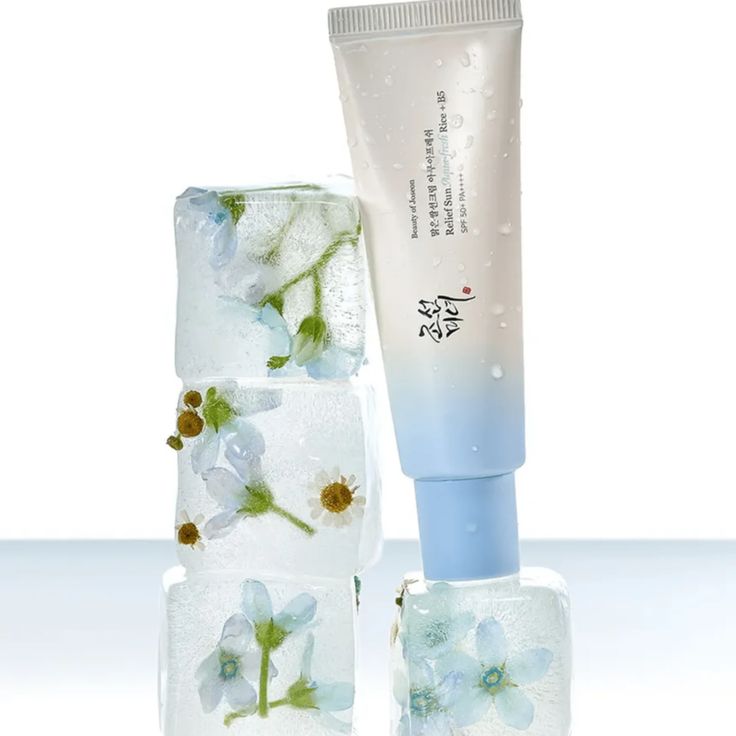 Beauty of Joseon
맑은쌀선크림 아쿠아프레쉬
Relief Sun Aqua-fresh Rice + B5
SPF 50+ PA++++
조선
미녀